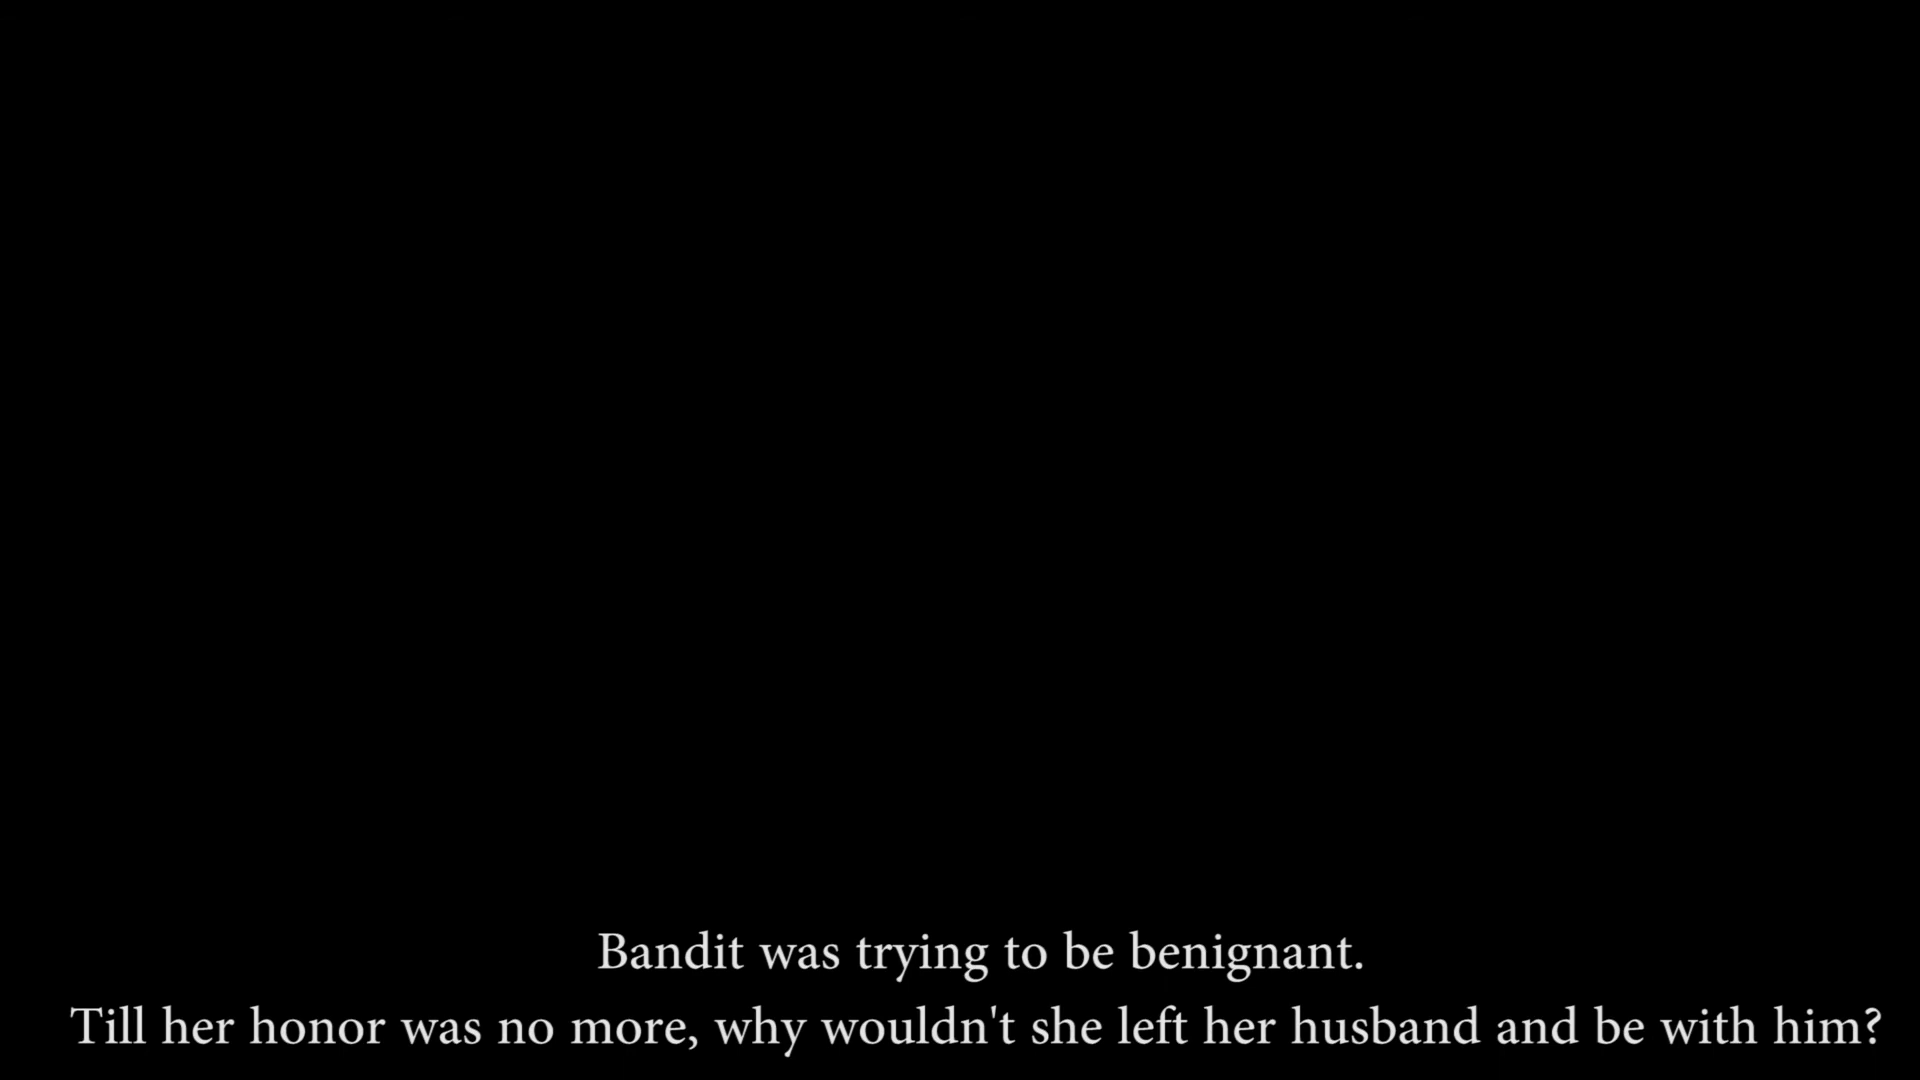 Bandit was trying to be benignant.
Till her honor was no more, why wouldn't she left her husband and be with him?